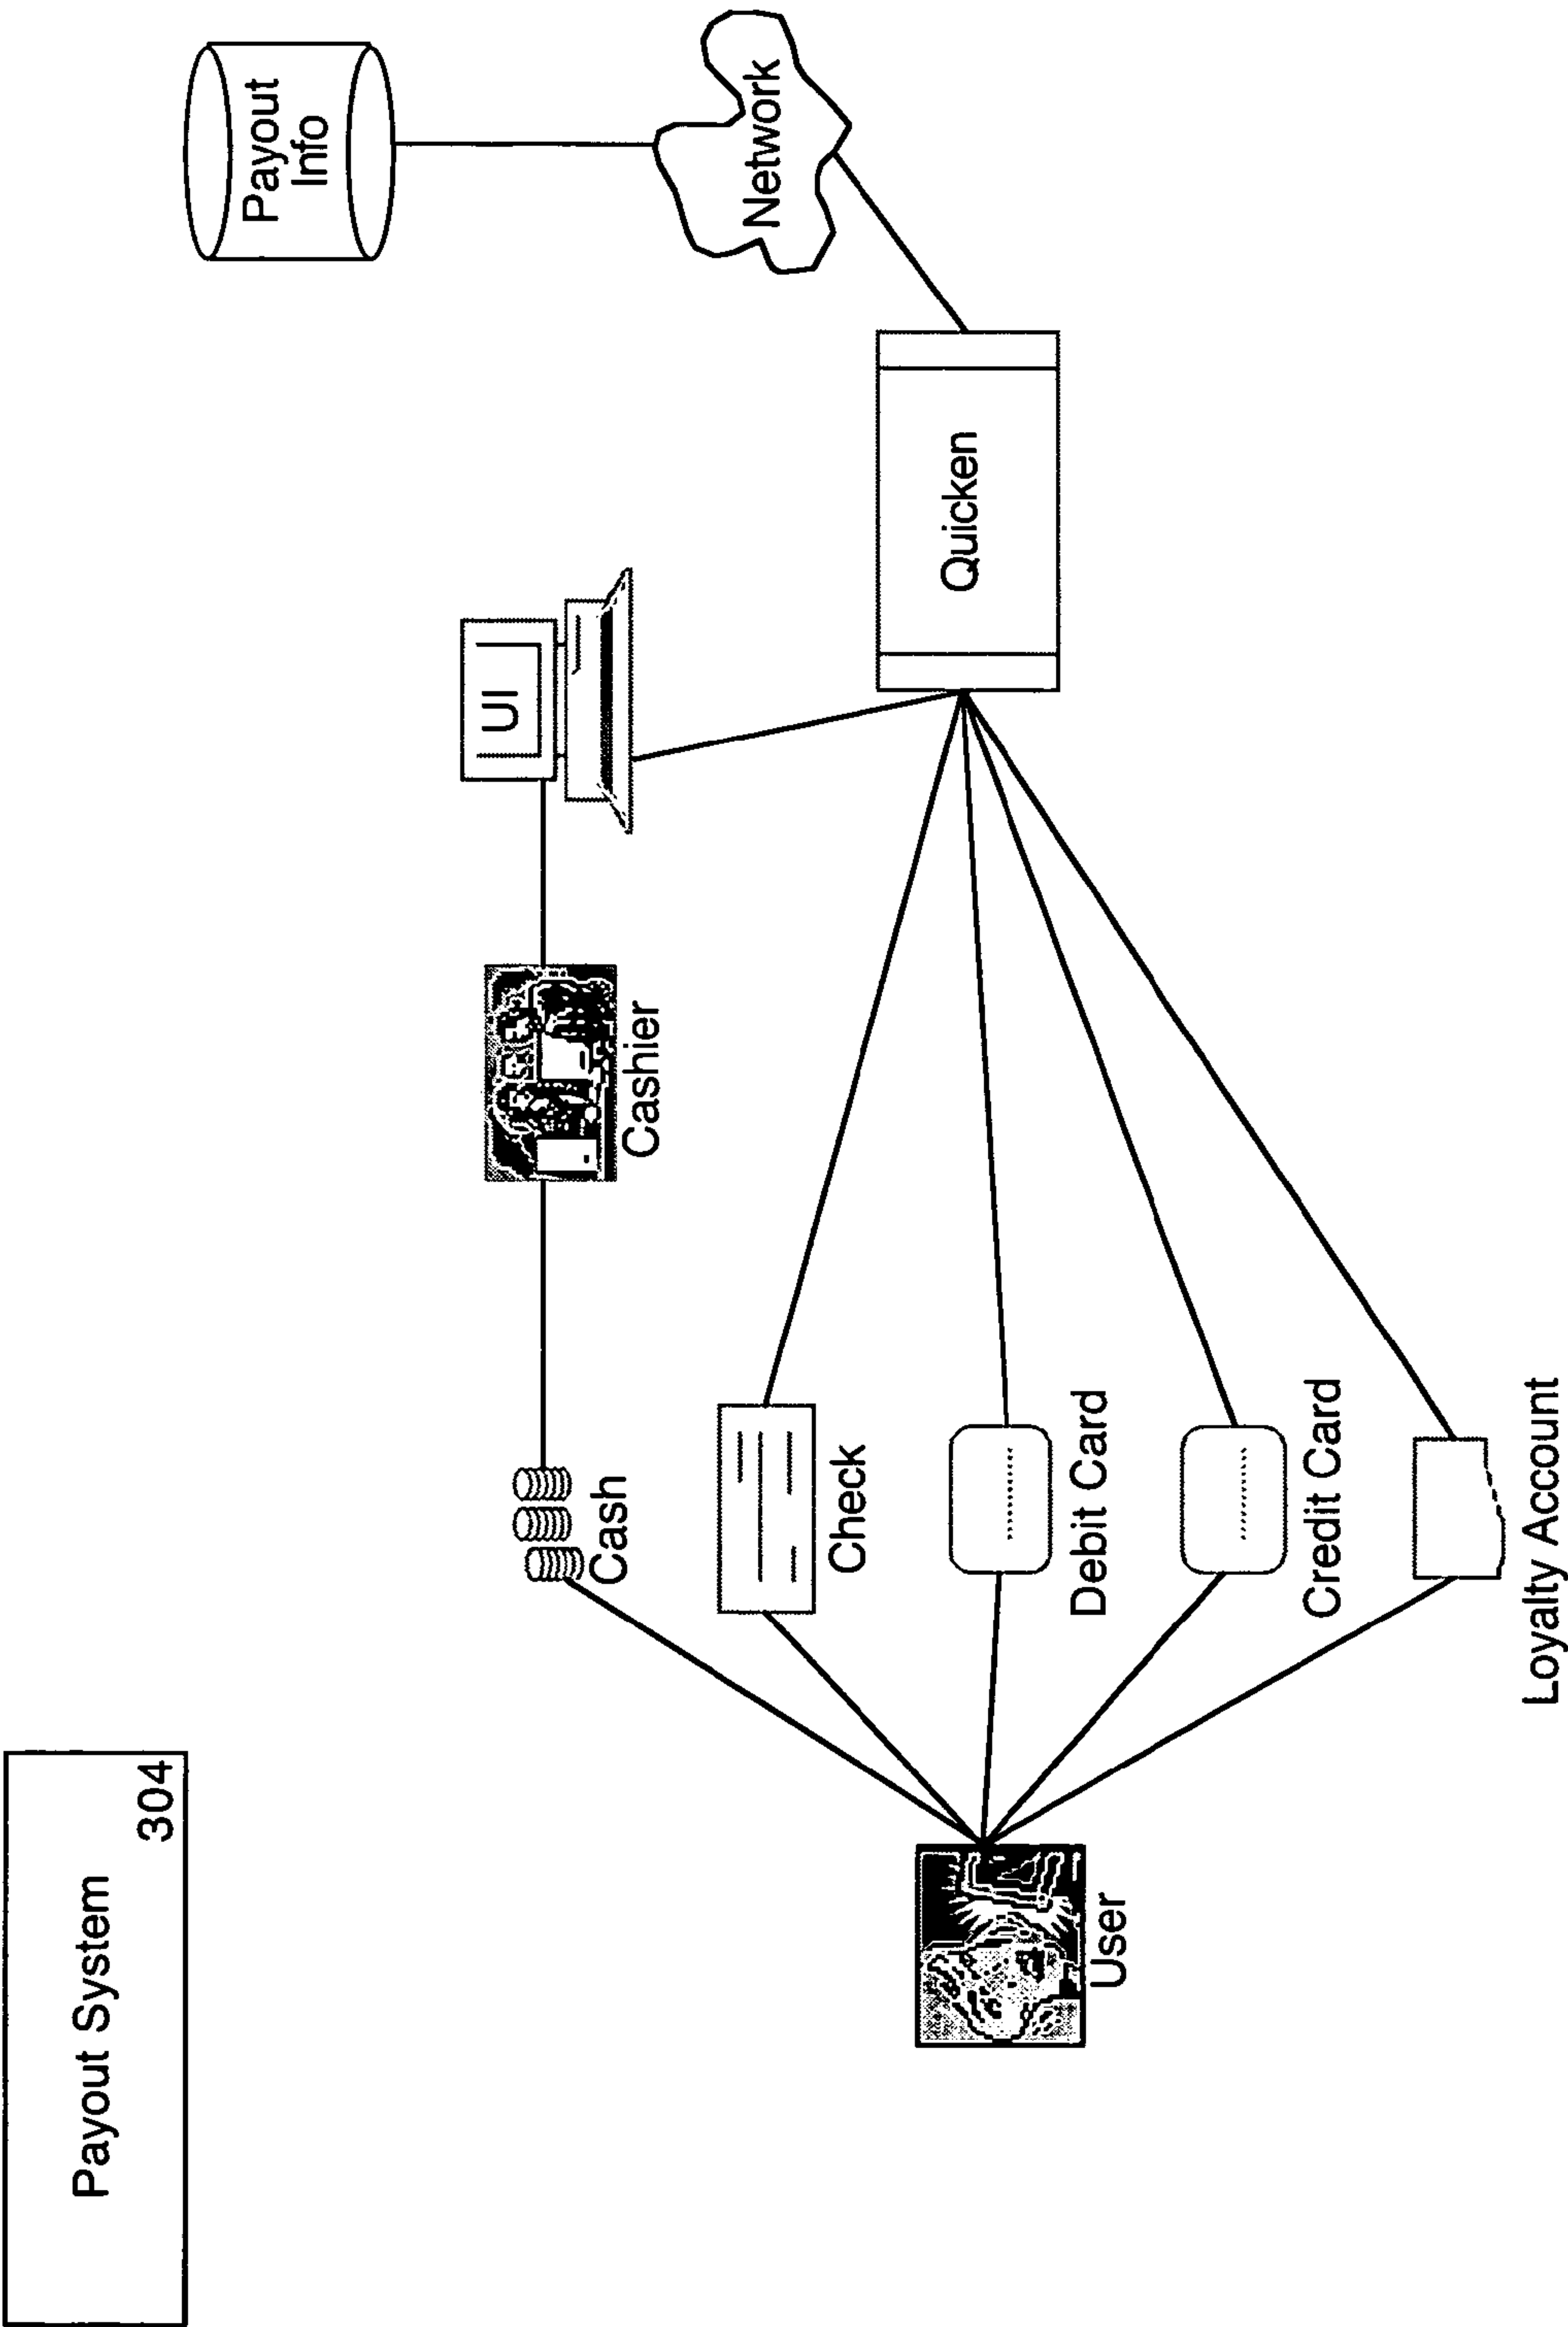 Payout System
304
Payout
Info
UI
Cash
Cashier
Network
Check
Quicken
User
Debit Card
Credit Card
Loyalty Account